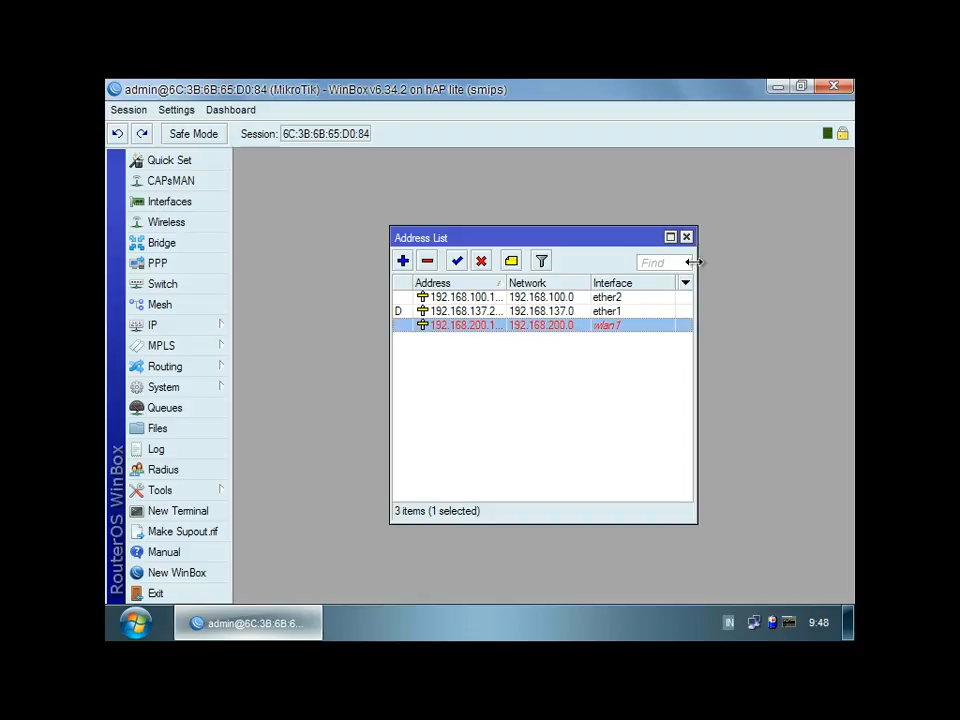 admin@6C:3B:6B:65:D0:84 (MikroTik) - WinBox v6.34.2 on hAP lite (smips)
Session Settings Dashboard
Safe Mode Session: 6C:3B:6B:65:D0:84
Quick Set
CAPsMAN
Interfaces
Wireless
Bridge
PPP
Switch
Mesh
IP
MPLS
Routing
System
Queues
Files
Log
Radius
Tools
New Terminal
Make Supout.rif
Manual
New WinBox
Exit
RouterOS WinBox
Address List
Find
Address Network Interface
192.168.100.1... 192.168.100.0 ether2
D 192.168.137.2... 192.168.137.0 ether1
192.168.200.1... 192.168.200.0 wlan1
3 items (1 selected)
admin@6C:3B:6B:6...
IN 9:48